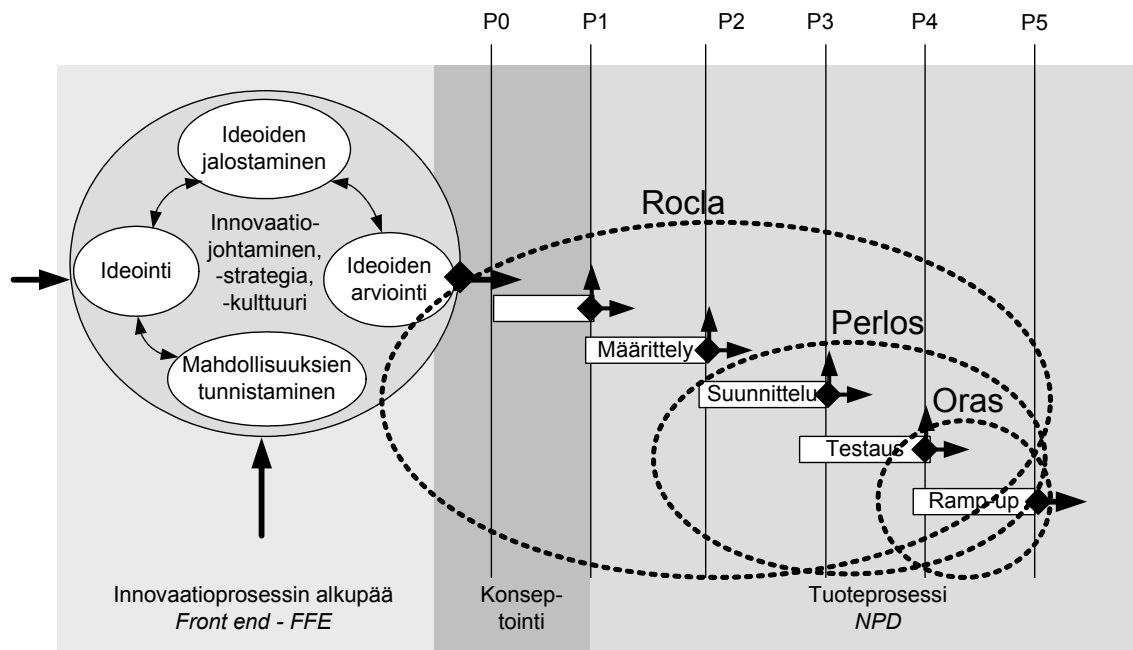 P0 P1 P2 P3 P4 P5
Ideoiden
jalostaminen
Innovaatio-
johtaminen,
-strategia,
-kulttuuri
Ideointi
Ideoiden
arviointi
Mahdollisuuksien
tunnistaminen
Rocla
Määrittely
Perlos
Suunnittelu
Oras
Testaus
Ramp-up
Innovaatioprosessin alkupää
Front end - FFE
Konsep-
tointi
Tuoteprosessi
NPD